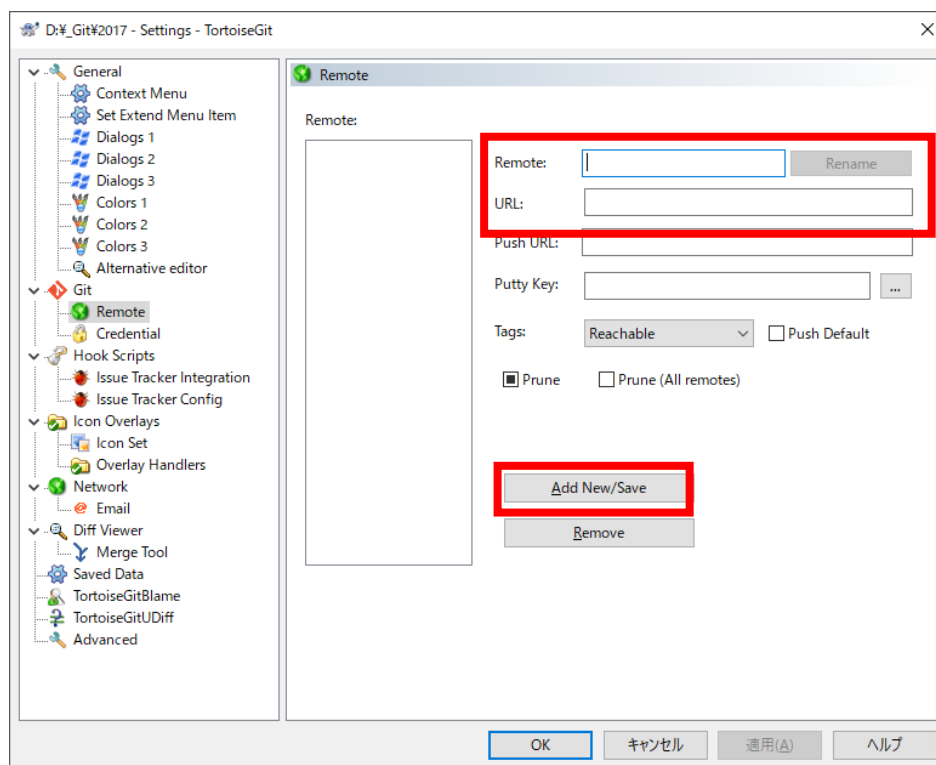 D:¥_Git¥2017 - Settings - TortoiseGit
General
Context Menu
Set Extend Menu Item
Dialogs 1
Dialogs 2
Dialogs 3
Colors 1
Colors 2
Colors 3
Alternative editor
Git
Remote
Credential
Hook Scripts
Issue Tracker Integration
Issue Tracker Config
Icon Overlays
Icon Set
Overlay Handlers
Network
Email
Diff Viewer
Merge Tool
Saved Data
TortoiseGitBlame
TortoiseGitUDiff
Advanced
Remote
Remote:
Remote:
Rename
URL:
Push URL:
Putty Key:
...
Tags:
Reachable
Push Default
Prune
Prune (All remotes)
Add New/Save
Remove
OK
キャンセル
適用(A)
ヘルプ